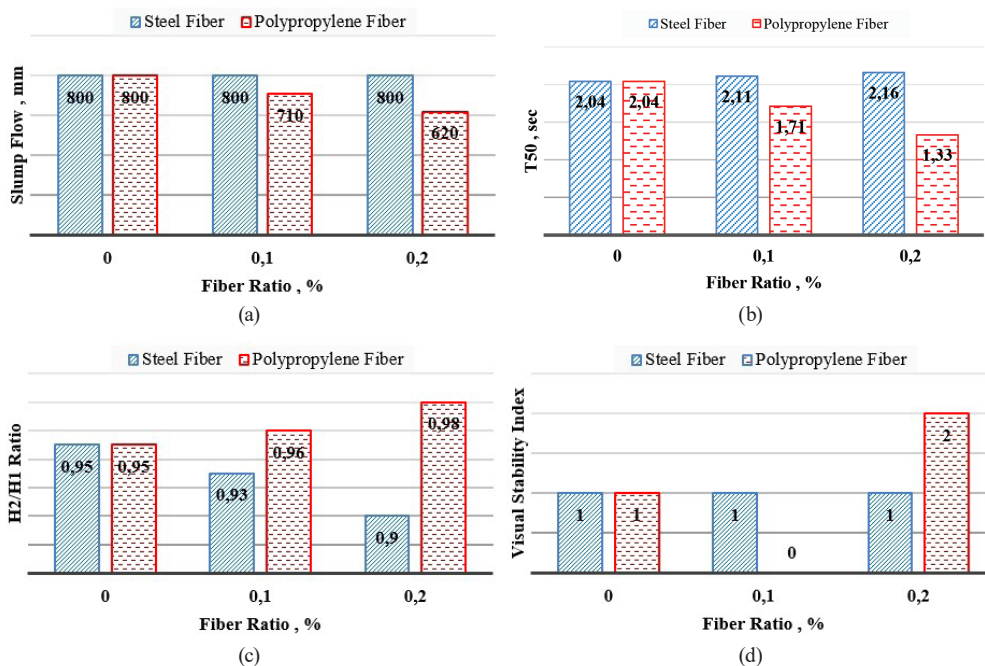 Steel Fiber Polypropylene Fiber
Slump Flow , mm
800 800 800 710 800 620
0 0,1 0,2
Fiber Ratio , %
(a)
Steel Fiber Polypropylene Fiber
T50 , sec
2,04 2,04 2,11 1,71 2,16 1,33
0 0,1 0,2
Fiber Ratio , %
(b)
Steel Fiber Polypropylene Fiber
H2/H1 Ratio
0,95 0,95 0,93 0,96 0,9 0,98
0 0,1 0,2
Fiber Ratio , %
(c)
Steel Fiber Polypropylene Fiber
Visual Stability Index
1 1 1 0 1 2
0 0,1 0,2
Fiber Ratio , %
(d)